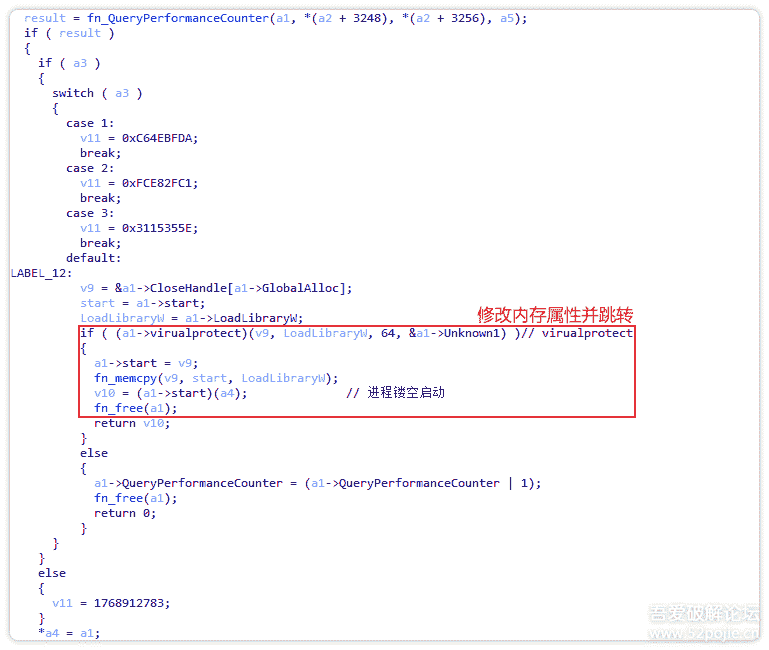 result = fn_QueryPerformanceCounter(a1, *(a2 + 3248), *(a2 + 3256), a5);
if ( result )
{
if ( a3 )
{
switch ( a3 )
{
case 1:
v11 = 0xC64EBFDA;
break;
case 2:
v11 = 0xFCE82FC1;
break;
case 3:
v11 = 0x3115355E;
break;
default:
LABEL_12:
v9 = &a1->CloseHandle[a1->GlobalAlloc];
start = a1->start;
LoadLibraryW = a1->LoadLibraryW;
修改内存属性并跳转
if ( (a1->virualprotect)(v9, LoadLibraryW, 64, &a1->Unknown1) )// virualprotect
{
a1->start = v9;
fn_memcpy(v9, start, LoadLibraryW);
v10 = (a1->start)(a4); // 进程镂空启动
fn_free(a1);
return v10;
}
else
{
a1->QueryPerformanceCounter = (a1->QueryPerformanceCounter | 1);
fn_free(a1);
return 0;
}
}
}
else
{
v11 = 1768912783;
}
*a4 = a1;
吾爱破解论坛
www.52pojie.cn